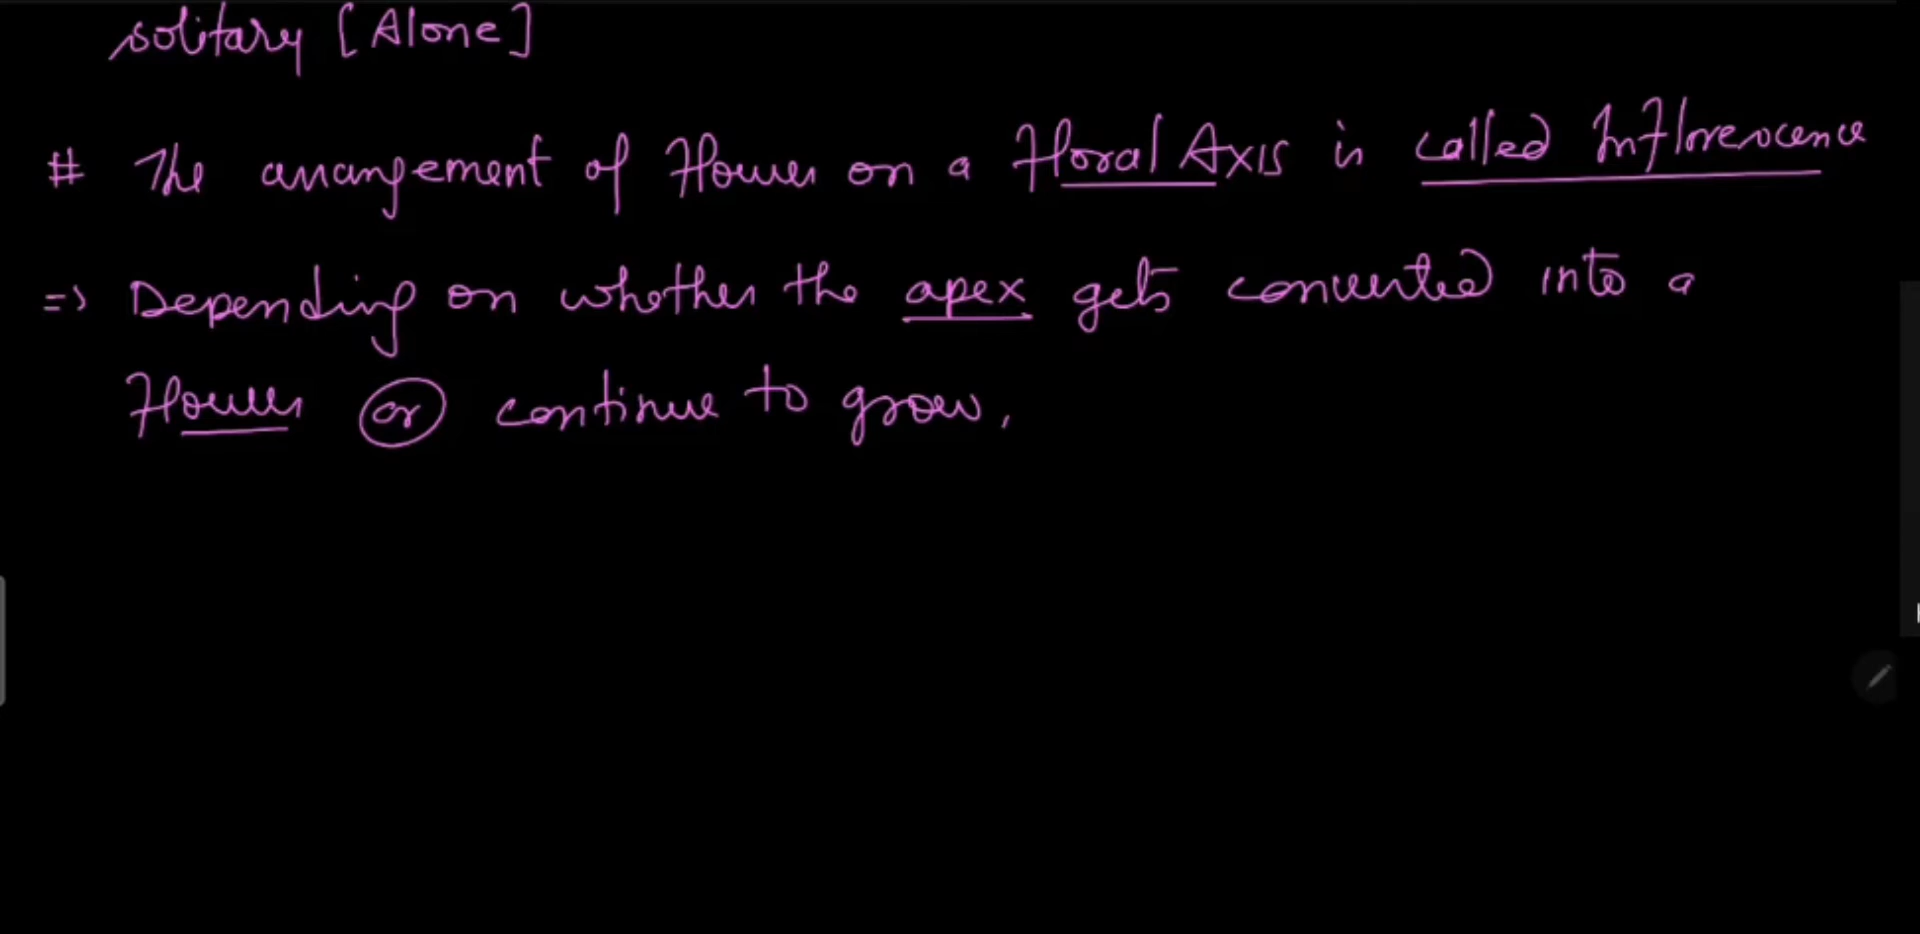 solitary [Alone]
# The arrangement of Flower on a Floral Axis is called Inflorescence
=> Depending on whether the apex gets converted into a
Flower or continue to grow.